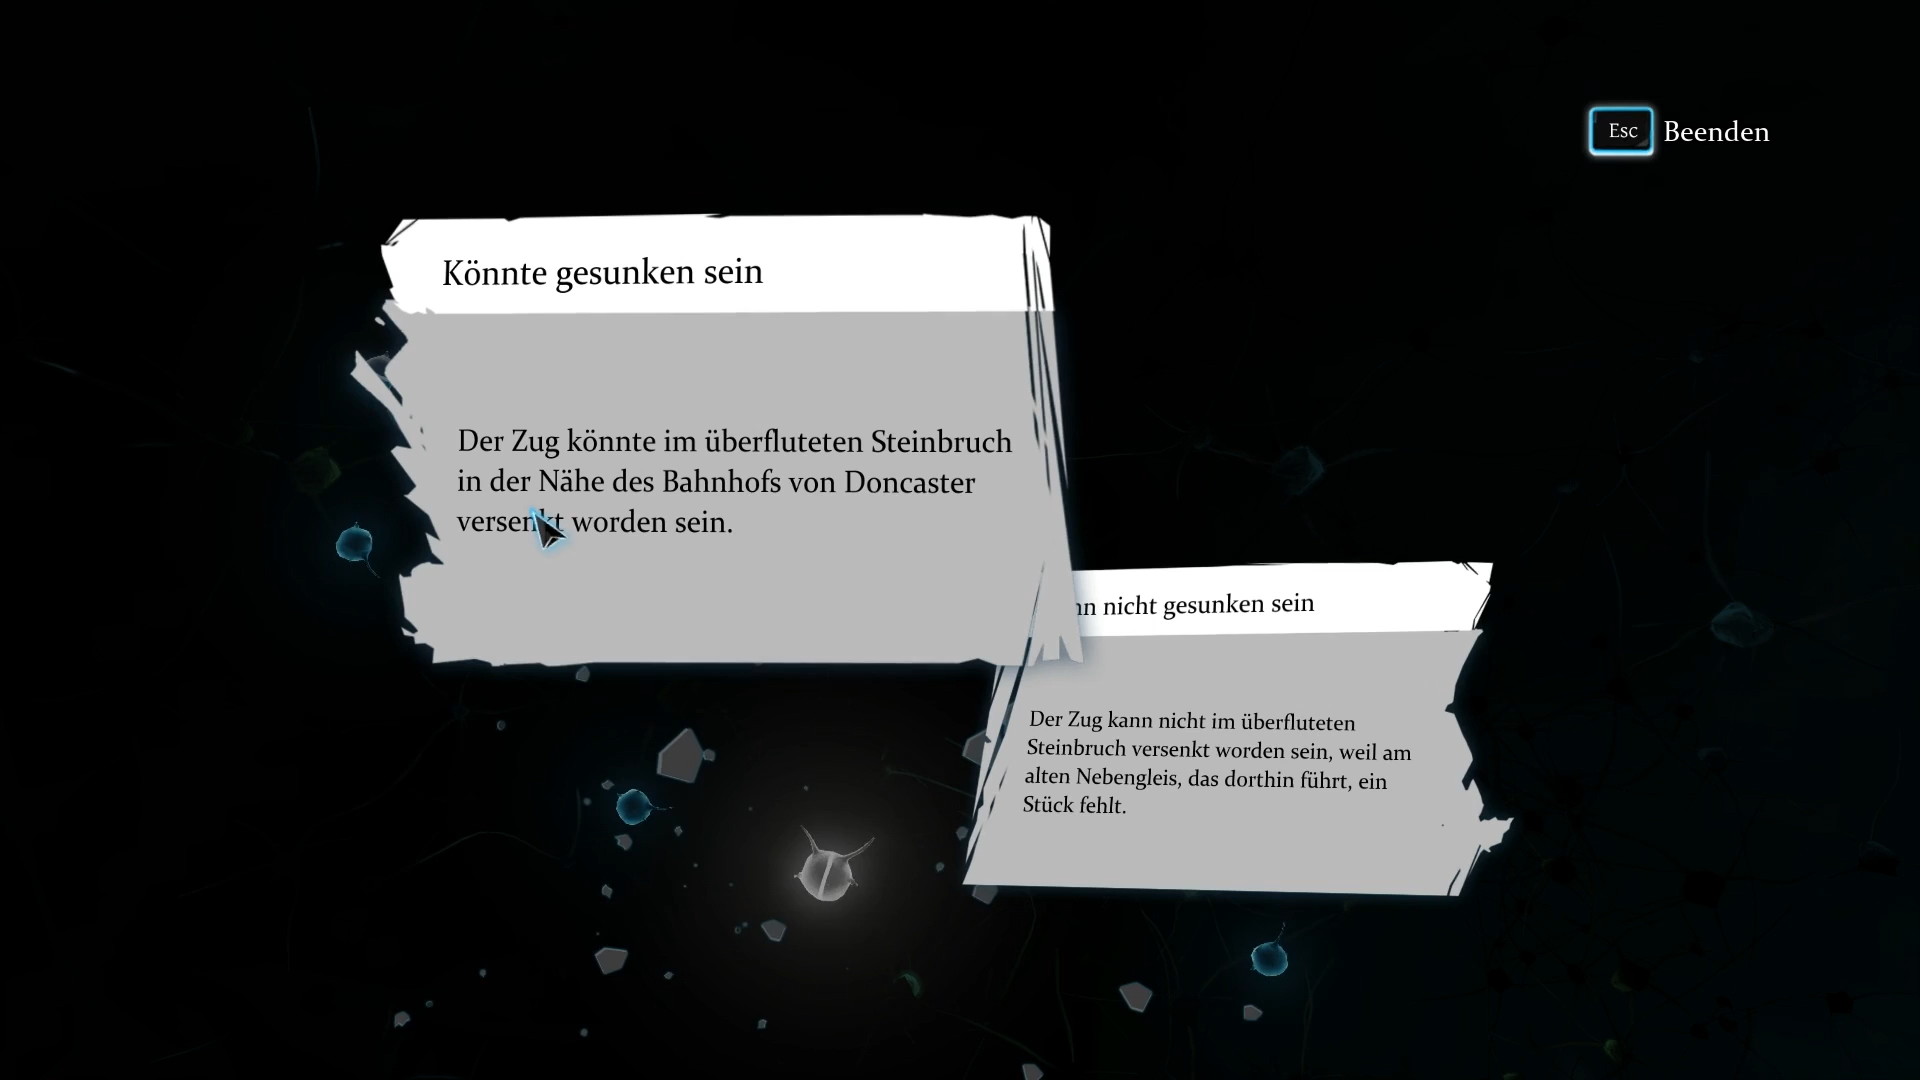 Esc Beenden
Könnte gesunken sein
Der Zug könnte im überfluteten Steinbruch
in der Nähe des Bahnhofs von Doncaster
versenkt worden sein.
nicht gesunken sein
Der Zug kann nicht im überfluteten
Steinbruch versenkt worden sein, weil am
alten Nebengleis, das dorthin führt, ein
Stück fehlt.